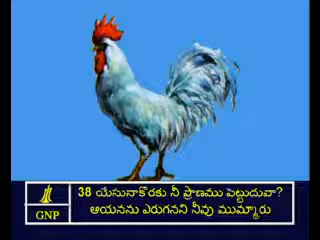 38 యేసునాకొరకు నీ ప్రాణము పెట్టుదువా?
ఆయనను ఎరుగనని నీవు ముమ్మారు
GNP